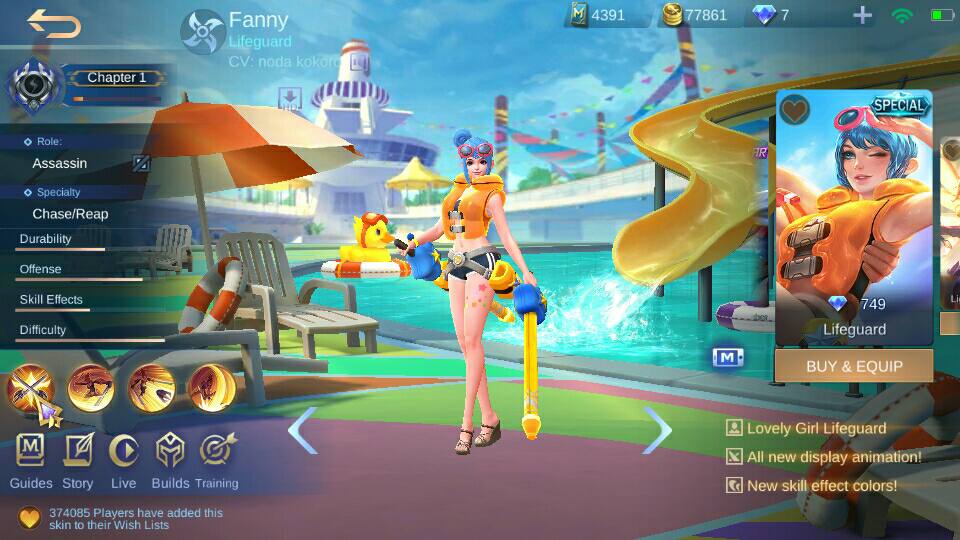 Fanny
Lifeguard
CV: noda kokoro
4391
77861
7
Chapter 1
Role:
Assassin
Specialty
Chase/Reap
Durability
Offense
Skill Effects
Difficulty
HD
SPECIAL
749
Lifeguard
BUY & EQUIP
M
Lovely Girl Lifeguard
All new display animation!
New skill effect colors!
Guides
Story
Live
Builds
Training
374085 Players have added this
skin to their Wish Lists